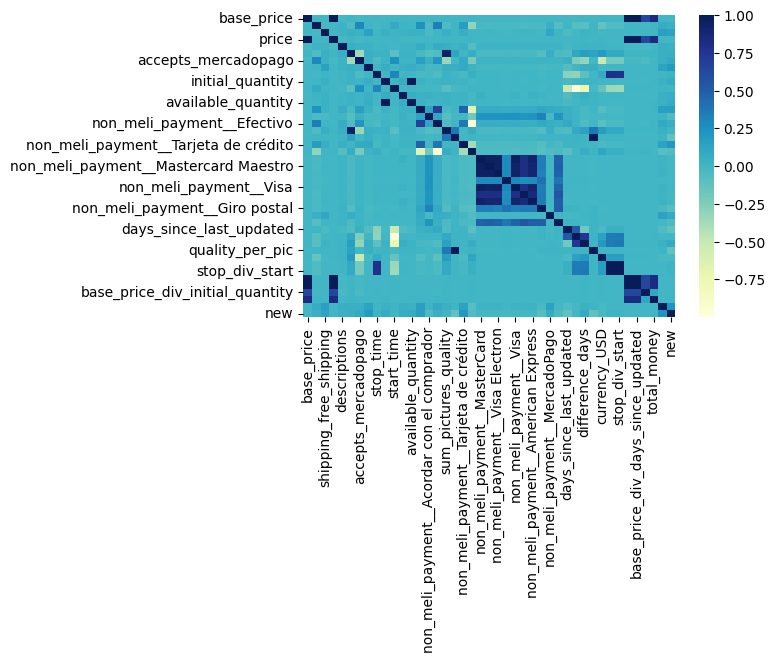 base_price
price
accepts_mercadopago
initial_quantity
available_quantity
non_meli_payment__Efectivo
non_meli_payment__Tarjeta de crédito
non_meli_payment__Mastercard Maestro
non_meli_payment__Visa
non_meli_payment__Giro postal
days_since_last_updated
quality_per_pic
stop_div_start
base_price_div_initial_quantity
new
base_price
shipping_free_shipping
descriptions
accepts_mercadopago
stop_time
start_time
available_quantity
non_meli_payment__Acordar con el comprador
sum_pictures_quality
non_meli_payment__Tarjeta de crédito
non_meli_payment__MasterCard
non_meli_payment__Visa Electron
non_meli_payment__Visa
non_meli_payment__American Express
non_meli_payment__MercadoPago
days_since_last_updated
difference_days
currency_USD
stop_div_start
base_price_div_days_since_updated
total_money
new
1.00
0.75
0.50
0.25
0.00
−0.25
−0.50
−0.75